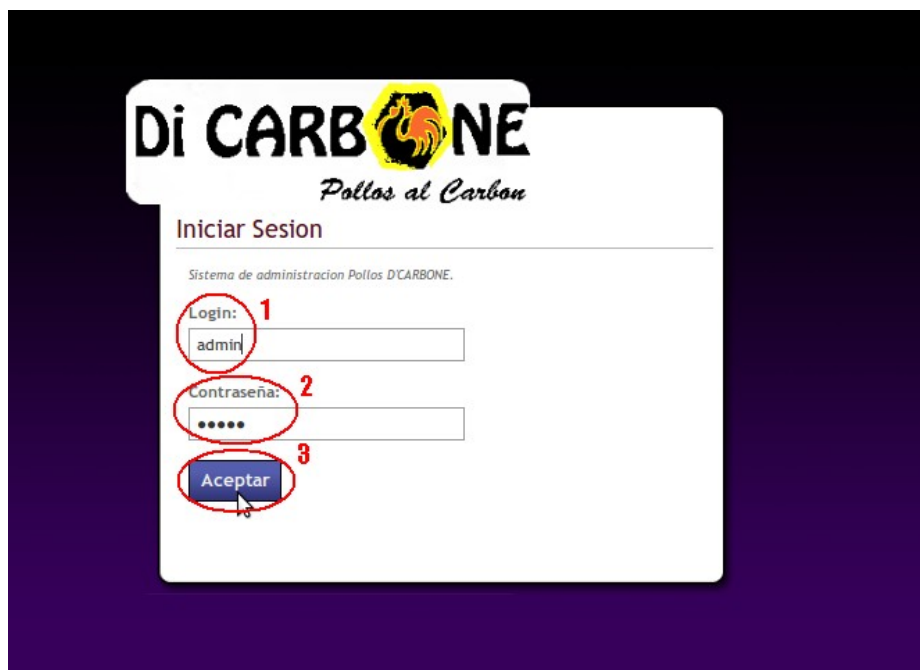 Di CARBONE
Pollos al Carbon
Iniciar Sesion
Sistema de administracion Pollos D'CARBONE.
Login: 1
admin
Contraseña: 2
•••••
3
Aceptar